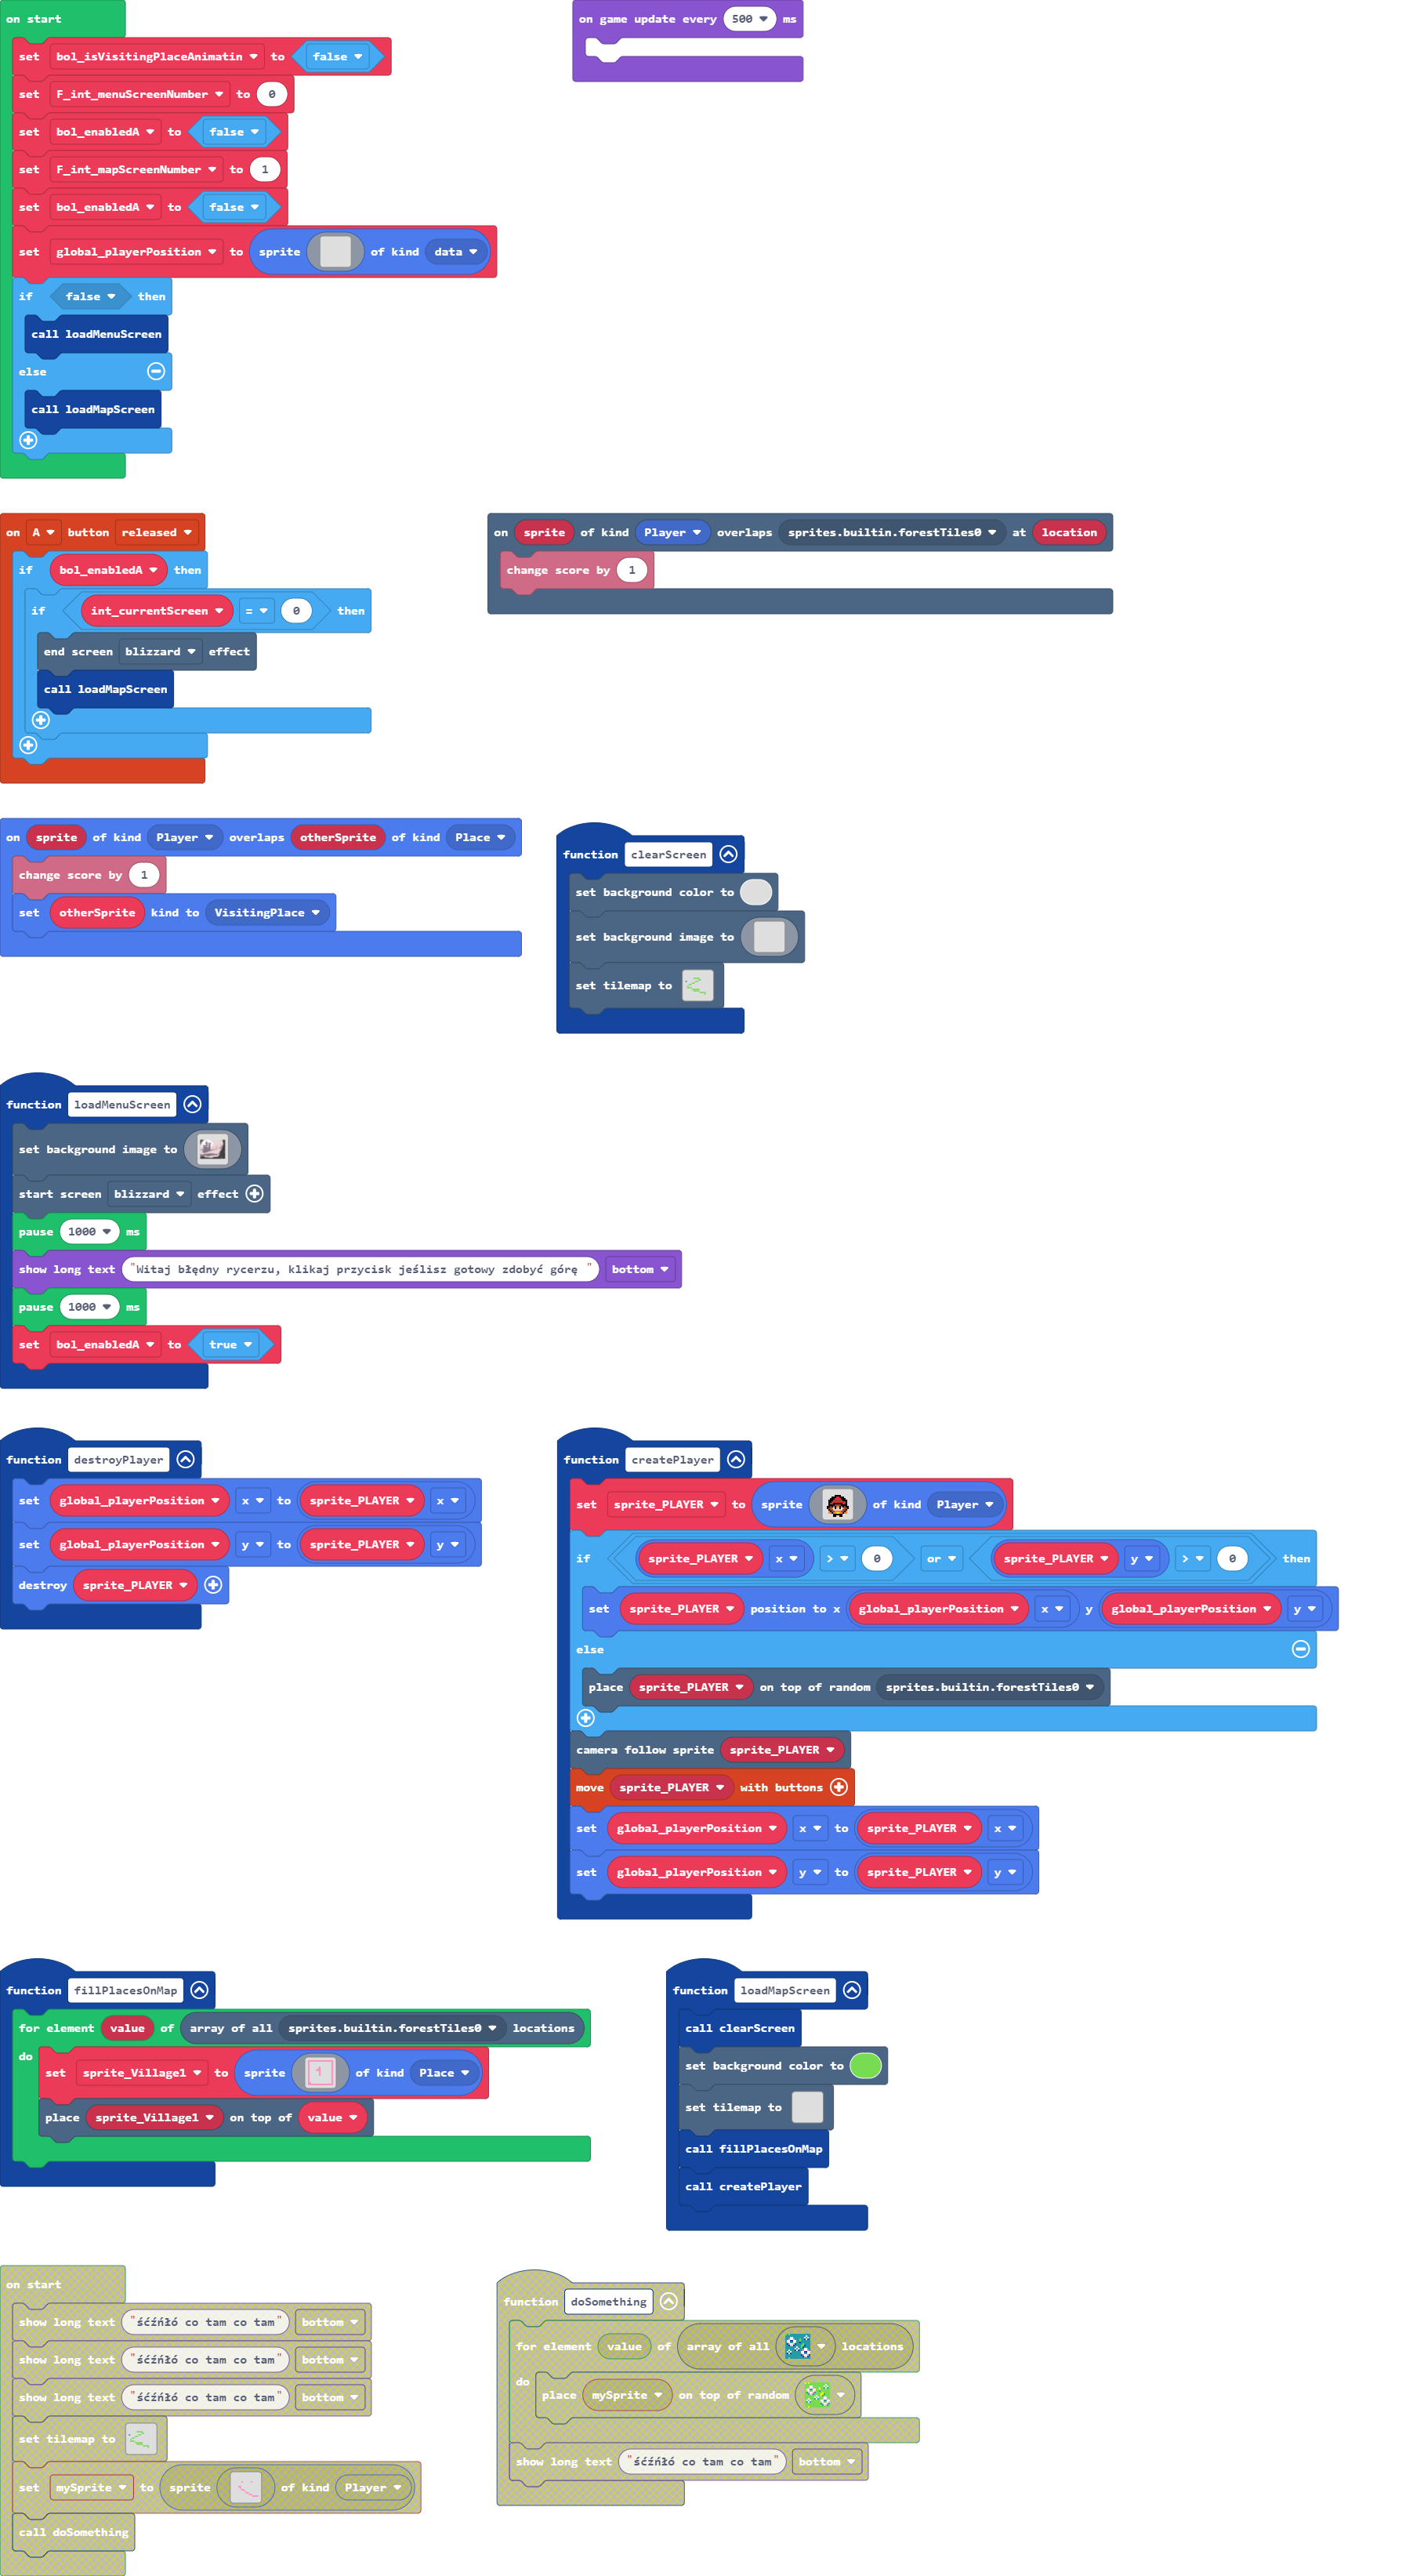 on start
set bol_isVisitingPlaceAnimatin to false
set F_int_menuScreenNumber to 0
set bol_enabledA to false
set F_int_mapScreenNumber to 1
set bol_enabledA to false
set global_playerPosition to sprite of kind data
if false then
call loadMenuScreen
else
call loadMapScreen
on game update every 500 ms
on A button released
if bol_enabledA then
if int_currentScreen = 0 then
end screen blizzard effect
call loadMapScreen
on sprite of kind Player overlaps sprites.builtin.forestTiles0 at location
change score by 1
on sprite of kind Player overlaps otherSprite of kind Place
change score by 1
set otherSprite kind to VisitingPlace
function clearScreen
set background color to
set background image to
set tilemap to
function loadMenuScreen
set background image to
start screen blizzard effect
pause 1000 ms
show long text "Witaj błędny rycerzu, klikaj przycisk jeślisz gotowy zdobyć górę " bottom
pause 1000 ms
set bol_enabledA to true
function destroyPlayer
set global_playerPosition x to sprite_PLAYER x
set global_playerPosition y to sprite_PLAYER y
destroy sprite_PLAYER
function createPlayer
set sprite_PLAYER to sprite of kind Player
if sprite_PLAYER x > 0 or sprite_PLAYER y > 0 then
set sprite_PLAYER position to x global_playerPosition x y global_playerPosition y
else
place sprite_PLAYER on top of random sprites.builtin.forestTiles0
camera follow sprite sprite_PLAYER
move sprite_PLAYER with buttons
set global_playerPosition x to sprite_PLAYER x
set global_playerPosition y to sprite_PLAYER y
function fillPlacesOnMap
for element value of array of all sprites.builtin.forestTiles0 locations
do
set sprite_Village1 to sprite 1 of kind Place
place sprite_Village1 on top of value
function loadMapScreen
call clearScreen
set background color to
set tilemap to
call fillPlacesOnMap
call createPlayer
on start
show long text "śćźńłó co tam co tam" bottom
show long text "śćźńłó co tam co tam" bottom
show long text "śćźńłó co tam co tam" bottom
set tilemap to
set mySprite to sprite of kind Player
call doSomething
function doSomething
for element value of array of all locations
do
place mySprite on top of random
show long text "śćźńłó co tam co tam" bottom